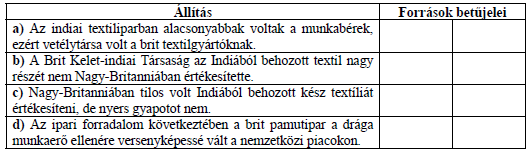 Állítás
Források betűjelei
a) Az indiai textiliparban alacsonyabbak voltak a munkabérek,
ezért vetélytársa volt a brit textilgyártóknak.
b) A Brit Kelet-indiai Társaság az Indiából behozott textil nagy
részét nem Nagy-Britanniában értékesítette.
c) Nagy-Britanniában tilos volt Indiából behozott kész textíliát
értékesíteni, de nyers gyapotot nem.
d) Az ipari forradalom következtében a brit pamutipar a drága
munkaerő ellenére versenyképessé vált a nemzetközi piacokon.